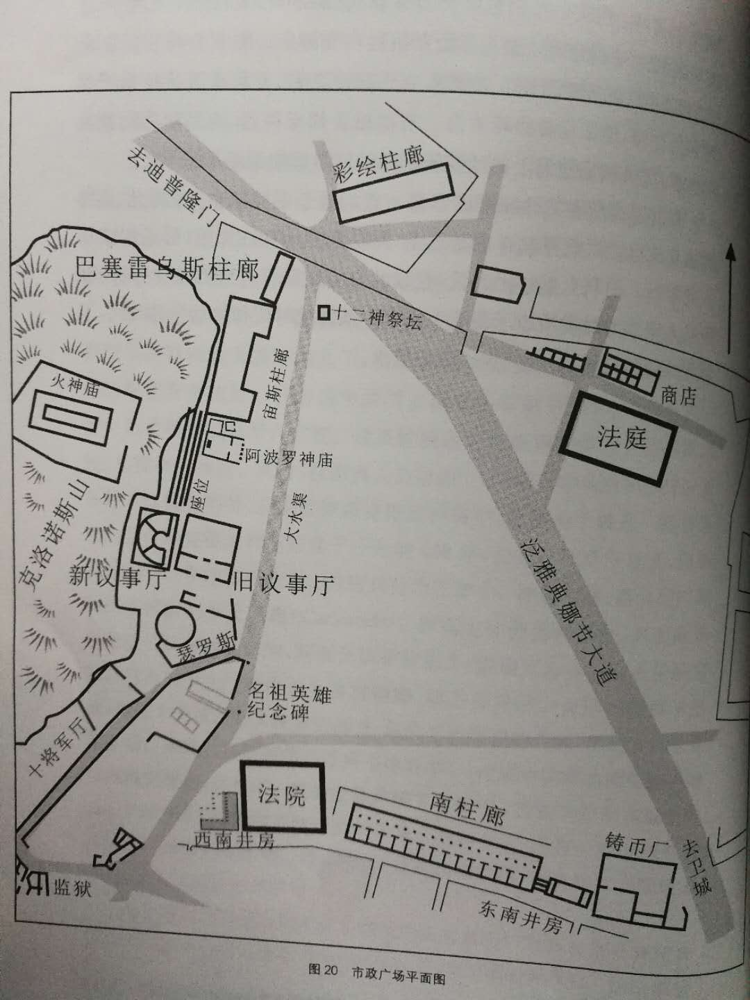 去迪普隆门
彩绘柱廊
巴塞雷乌斯柱廊
十二神祭坛
宙斯柱廊
火神庙
商店
法庭
阿波罗神庙
座位
大水渠
克洛诺斯山
新议事厅
旧议事厅
泛雅典娜节大道
瑟罗斯
名祖英雄
纪念碑
十将军厅
法院
南柱廊
西南井房
铸币厂
去卫城
监狱
东南井房
图20 市政广场平面图